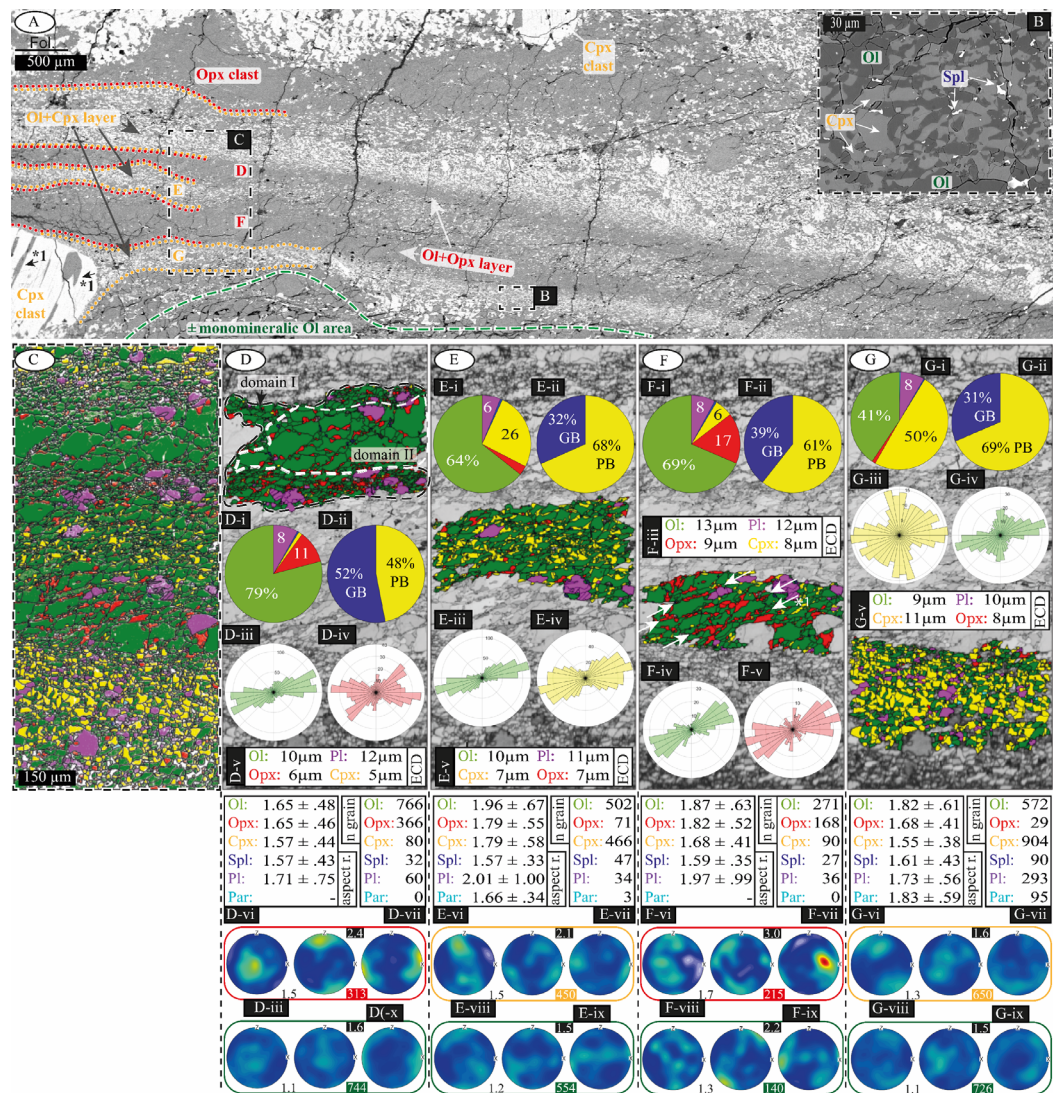 A
Fol.
500 µm
Opx clast
Cpx
clast
30 µm
B
Ol
Spl
Cpx
Ol
Ol+Cpx layer
C
D
E
F
G
*1
*1
Cpx
clast
Ol+Opx layer
B
± monomineralic Ol area
C
150 µm
D
domain I
domain II
D-i
D-ii
8
11
79%
52%
GB
48%
PB
D-iii
D-iv
D-v
Ol: 10µm Pl: 12µm
Opx: 6µm Cpx: 5µm
ECD
E
E-i
E-ii
6
26
64%
32%
GB
68%
PB
E-iii
E-iv
E-v
Ol: 10µm Pl: 11µm
Cpx: 7µm Opx: 7µm
ECD
F
F-i
F-ii
8
6
17
69%
39%
GB
61%
PB
F-iii
Ol: 13µm Pl: 12µm
Opx: 9µm Cpx: 8µm
ECD
*1
F-iv
F-v
G
G-i
G-ii
8
41%
50%
31%
GB
69% PB
G-iii
G-iv
G-v
Ol: 9µm Pl: 10µm
Cpx: 11µm Opx: 8µm
ECD
Ol: 1.65 ± .48
Opx: 1.65 ± .46
Cpx: 1.57 ± .44
Spl: 1.57 ± .43
Pl: 1.71 ± .75
Par: -
aspect r.
n grain
Ol: 766
Opx: 366
Cpx: 80
Spl: 32
Pl: 60
Par: 0
D-vi
D-vii
Ol: 1.96 ± .67
Opx: 1.79 ± .55
Cpx: 1.79 ± .58
Spl: 1.57 ± .33
Pl: 2.01 ± 1.00
Par: 1.66 ± .34
aspect r.
n grain
Ol: 502
Opx: 71
Cpx: 466
Spl: 47
Pl: 34
Par: 3
E-vi
E-vii
Ol: 1.87 ± .63
Opx: 1.82 ± .52
Cpx: 1.68 ± .41
Spl: 1.59 ± .35
Pl: 1.97 ± .99
Par: -
aspect r.
n grain
Ol: 271
Opx: 168
Cpx: 90
Spl: 27
Pl: 36
Par: 0
F-vi
F-vii
Ol: 1.82 ± .61
Opx: 1.68 ± .41
Cpx: 1.55 ± .38
Spl: 1.61 ± .43
Pl: 1.73 ± .56
Par: 1.83 ± .59
aspect r.
n grain
Ol: 572
Opx: 29
Cpx: 904
Spl: 90
Pl: 293
Par: 95
G-vi
G-vii
2.4
1.5
313
2.1
1.5
450
3.0
1.7
215
1.6
1.3
650
D-iii
D(-x
E-viii
E-ix
F-viii
F-ix
G-viii
G-ix
1.6
1.1
744
1.5
1.2
554
2.2
1.3
140
1.5
1.1
726